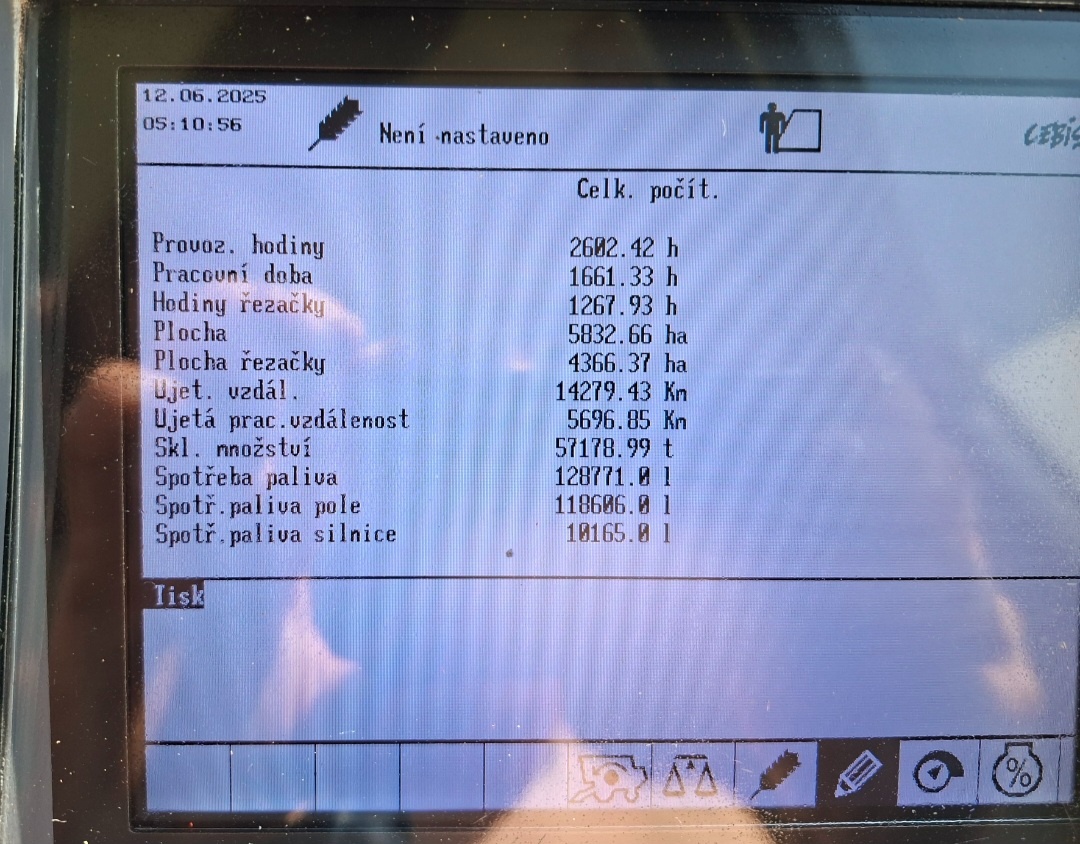 12.06.2025
05:10:56
Není nastaveno
CEBIS
Celk. počít.
Provoz. hodiny 2602.42 h
Pracovní doba 1661.33 h
Hodiny řezačky 1267.93 h
Plocha 5832.66 ha
Plocha řezačky 4366.37 ha
Ujet. vzdál. 14279.43 Km
Ujetá prac.vzdálenost 5696.85 Km
Skl. množství 57178.99 t
Spotřeba paliva 128771.0 l
Spotř.paliva pole 118606.0 l
Spotř.paliva silnice 10165.0 l
Tisk
%